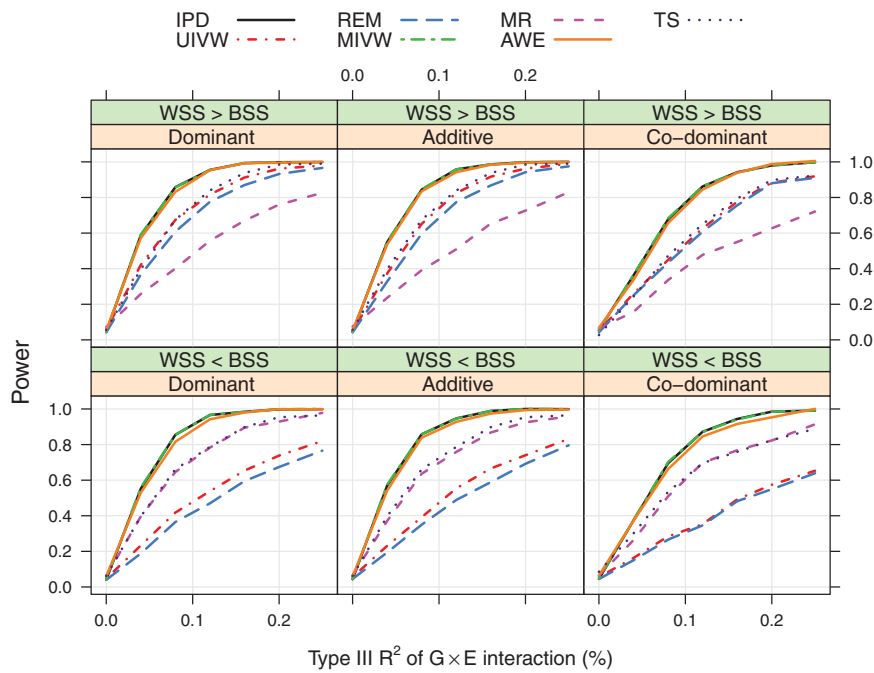 IPD REM MR TS
UIVW MIVW AWE
0.0 0.1 0.2
WSS > BSS WSS > BSS WSS > BSS
Dominant Additive Co−dominant
1.0
0.8
0.6
0.4
0.2
0.0
Power
WSS < BSS WSS < BSS WSS < BSS
Dominant Additive Co−dominant
1.0
0.8
0.6
0.4
0.2
0.0
0.0 0.1 0.2 0.0 0.1 0.2
Type III R² of G×E interaction (%)